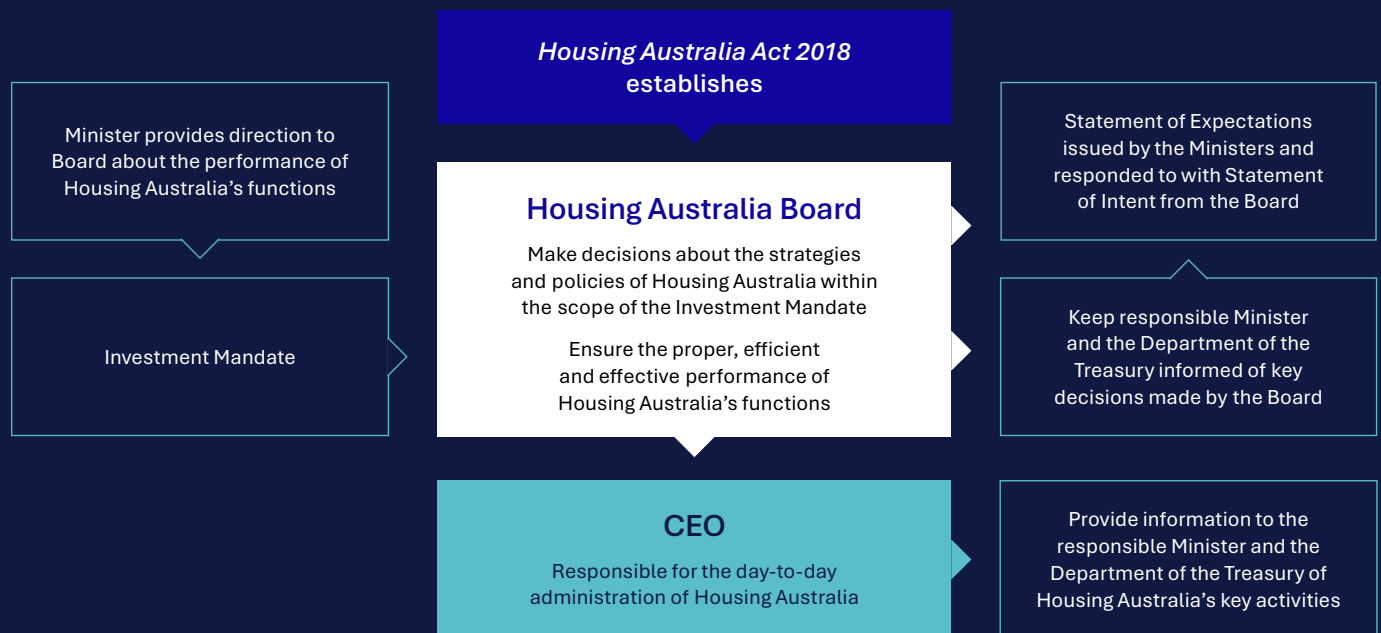 Housing Australia Act 2018
establishes
Minister provides direction to
Board about the performance of
Housing Australia's functions
Investment Mandate
Housing Australia Board
Make decisions about the strategies
and policies of Housing Australia within
the scope of the Investment Mandate
Ensure the proper, efficient
and effective performance of
Housing Australia's functions
Statement of Expectations
issued by the Ministers and
responded to with Statement
of Intent from the Board
Keep responsible Minister
and the Department of the
Treasury informed of key
decisions made by the Board
CEO
Responsible for the day-to-day
administration of Housing Australia
Provide information to the
responsible Minister and the
Department of the Treasury of
Housing Australia's key activities